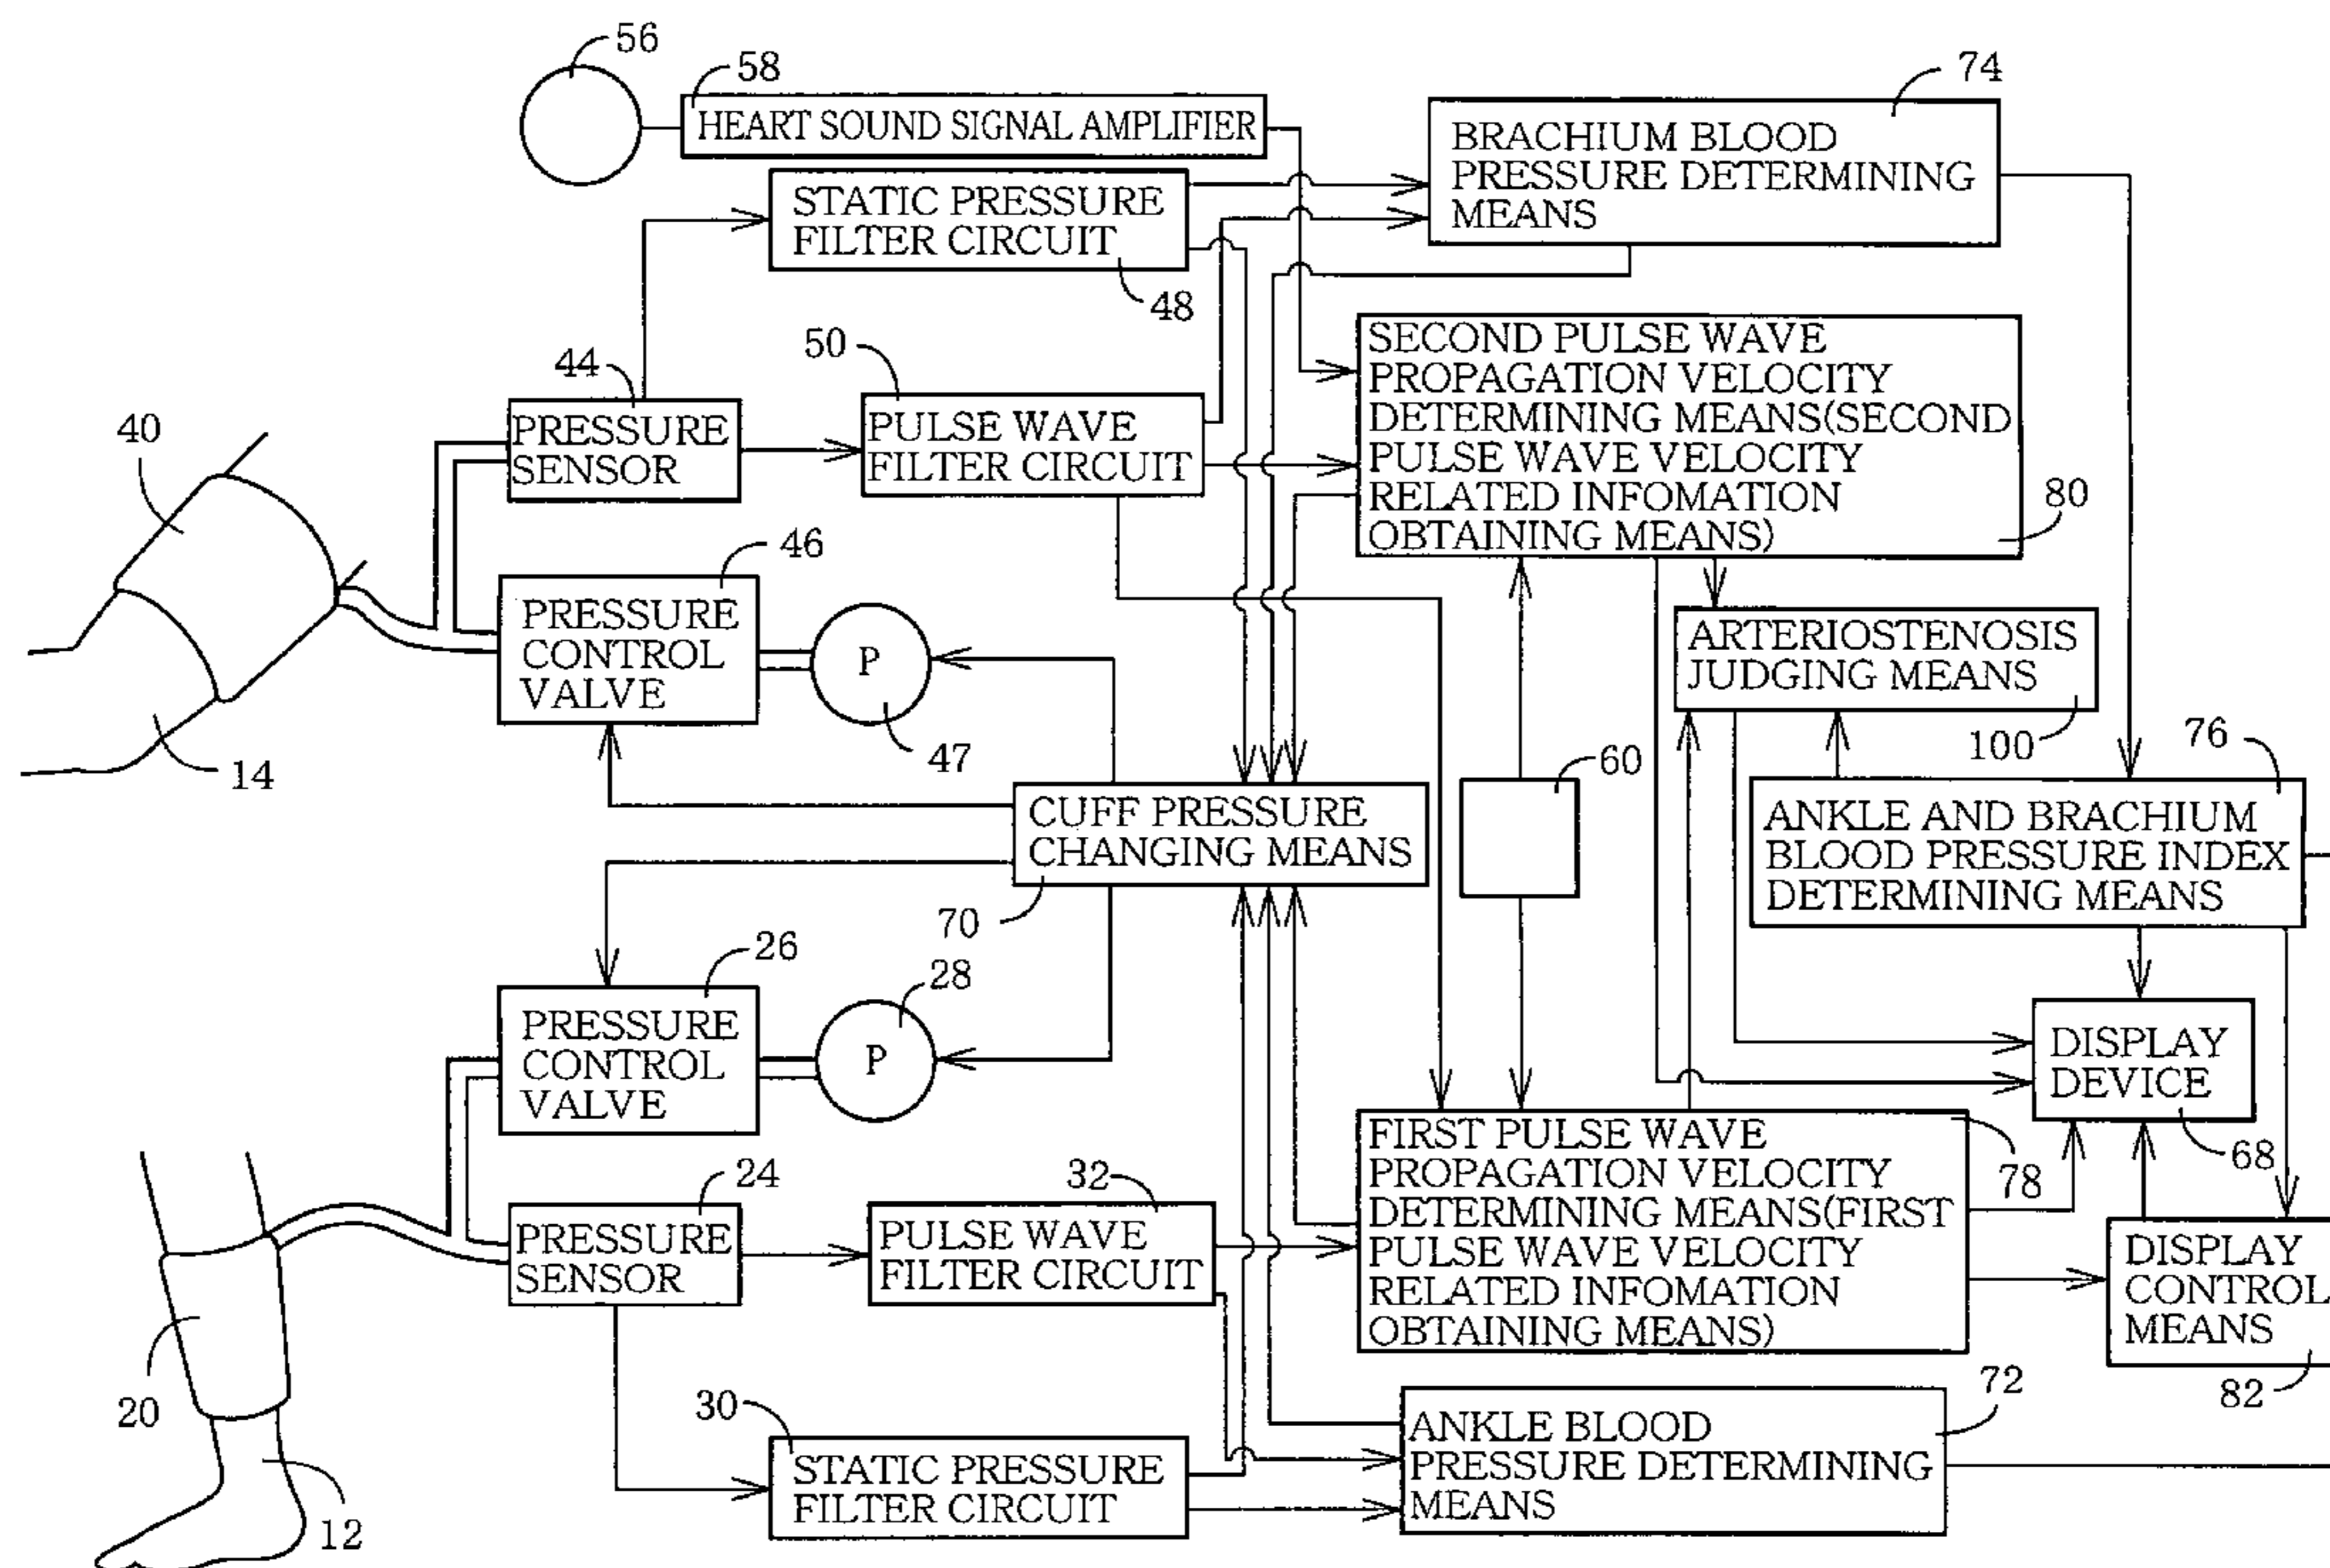 56
58
HEART SOUND SIGNAL AMPLIFIER
74
BRACHIUM BLOOD
PRESSURE DETERMINING
MEANS
STATIC PRESSURE
FILTER CIRCUIT
48
50
44
PRESSURE
SENSOR
PULSE WAVE
FILTER CIRCUIT
SECOND PULSE WAVE
PROPAGATION VELOCITY
DETERMINING MEANS(SECOND
PULSE WAVE VELOCITY
RELATED INFOMATION
OBTAINING MEANS)
80
40
46
PRESSURE
CONTROL
VALVE
P
47
14
ARTERIOSTENOSIS
JUDGING MEANS
100
76
60
CUFF PRESSURE
CHANGING MEANS
70
ANKLE AND BRACHIUM
BLOOD PRESSURE INDEX
DETERMINING MEANS
26
28
PRESSURE
CONTROL
VALVE
P
DISPLAY
DEVICE
68
24
32
PRESSURE
SENSOR
PULSE WAVE
FILTER CIRCUIT
FIRST PULSE WAVE
PROPAGATION VELOCITY
DETERMINING MEANS(FIRST
PULSE WAVE VELOCITY
RELATED INFOMATION
OBTAINING MEANS)
78
DISPLAY
CONTROL
MEANS
82
20
30
STATIC PRESSURE
FILTER CIRCUIT
72
ANKLE BLOOD
PRESSURE DETERMINING
MEANS
12